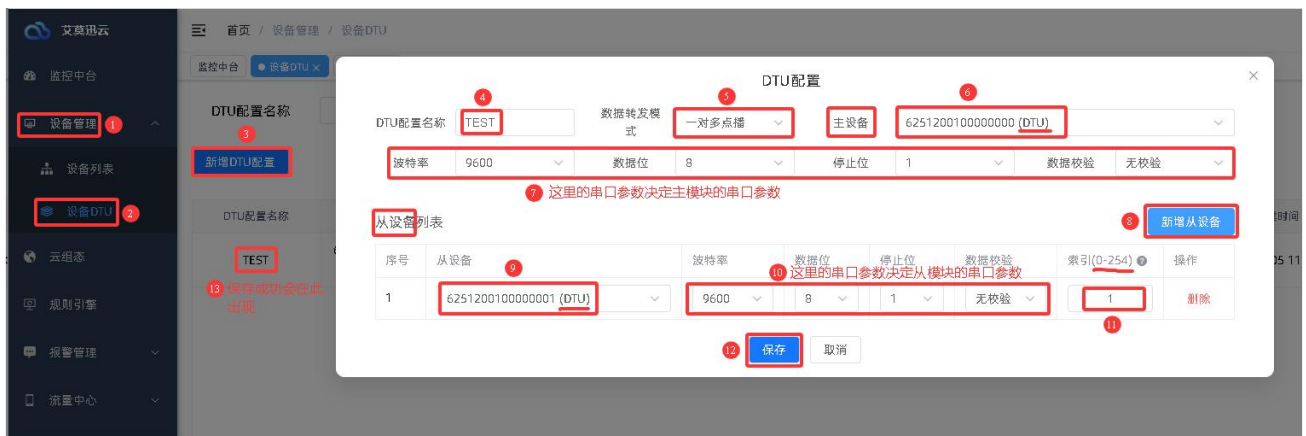 艾莫迅云
首页 / 设备管理 / 设备DTU
监控中台
监控中台
设备DTU ×
DTU配置
设备管理 1
DTU配置名称
3
新增DTU配置
4
DTU配置名称 TEST
5
数据转发模式 一对多点播
6
主设备 6251200100000000 (DTU)
波特率 9600 数据位 8 停止位 1 数据校验 无校验
7 这里的串口参数决定主模块的串口参数
设备列表
设备DTU 2
DTU配置名称
从设备列表
8 新增从设备
时间
云组态
TEST
序号 从设备 波特率 数据位 停止位 数据校验 索引(0-254) 操作
05 11
9
10 这里的串口参数决定从模块的串口参数
13 保存成功会在此出现
1 6251200100000001 (DTU) 9600 8 1 无校验 1 删除
11
规则引擎
报警管理
12 保存 取消
流量中心